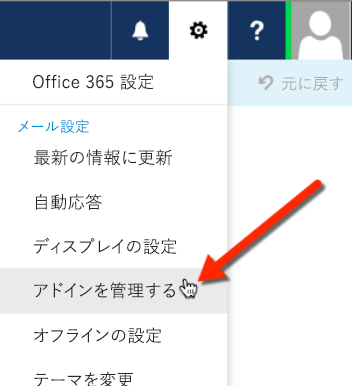 ?
Office 365 設定
元に戻す
メール設定
最新の情報に更新
自動応答
ディスプレイの設定
アドインを管理する
オフラインの設定
テーマを変更